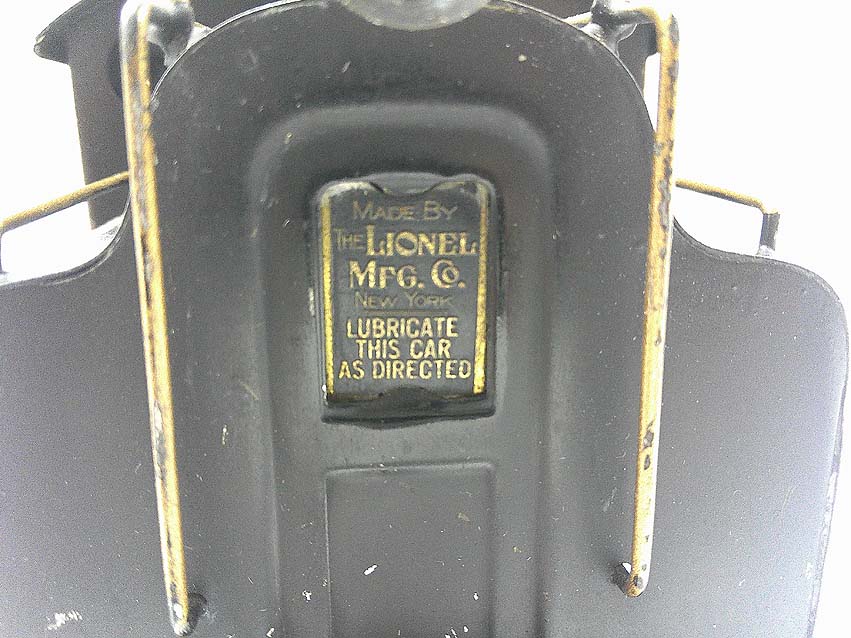 MADE BY
THE LIONEL
MFG. CO.
NEW YORK
LUBRICATE
THIS CAR
AS DIRECTED